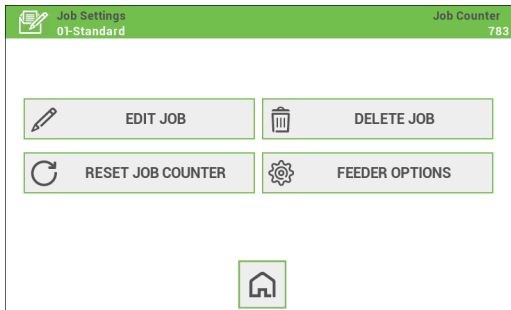 Job Settings
Job Counter
01-Standard
783
EDIT JOB
DELETE JOB
RESET JOB COUNTER
FEEDER OPTIONS